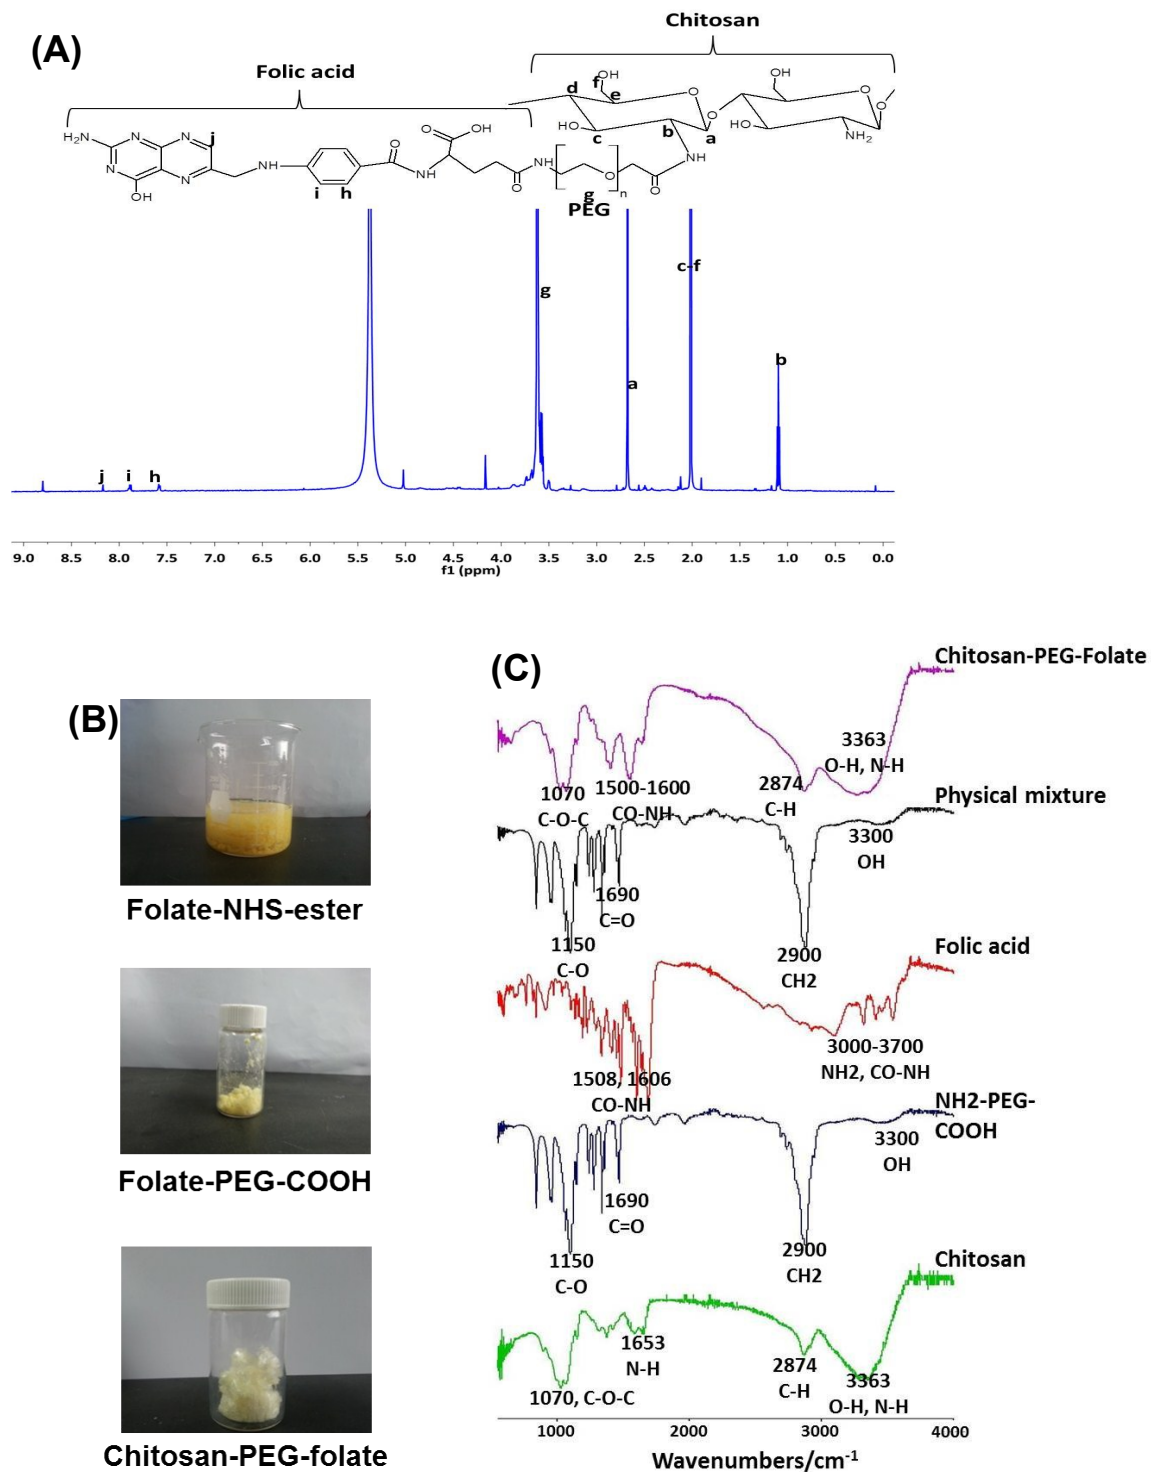 (A)
Chitosan
Folic acid
OH
f
OH
d
e
O
O
O
O
HO
c
b
a
HO
NH2
NH
H2N
N
N
j
N
N
N
OH
NH
i
h
O
NH
O
OH
O
NH
O
n
O
g
PEG
g
c-f
a
b
j
i
h
9.0 8.5 8.0 7.5 7.0 6.5 6.0 5.5 5.0 4.5 4.0 3.5 3.0 2.5 2.0 1.5 1.0 0.5 0.0
f1 (ppm)
(B)
Folate-NHS-ester
Folate-PEG-COOH
Chitosan-PEG-folate
(C)
Chitosan-PEG-Folate
3363
O-H, N-H
2874
C-H
1500-1600
CO-NH
1070
C-O-C
Physical mixture
3300
OH
1690
C=O
1150
C-O
2900
CH2
Folic acid
3000-3700
NH2, CO-NH
1508, 1606
CO-NH
NH2-PEG-
COOH
3300
OH
1690
C=O
1150
C-O
2900
CH2
Chitosan
1653
N-H
2874
C-H
3363
O-H, N-H
1070, C-O-C
1000 2000 3000 4000
Wavenumbers/cm-1